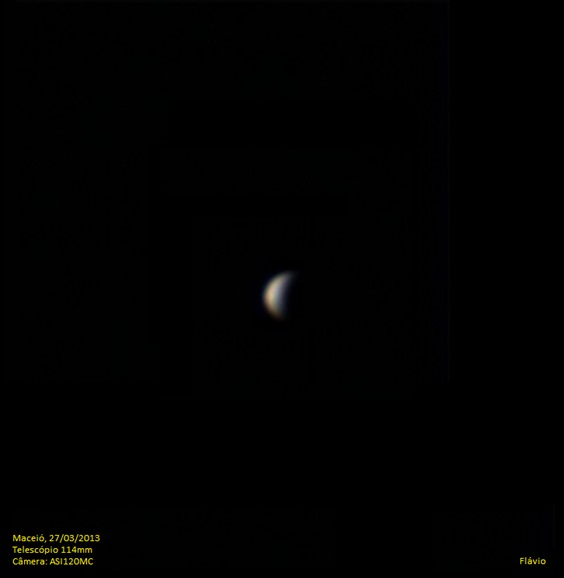 Maceió, 27/03/2013
Telescópio 114mm
Câmera: ASI120MC
Flávio